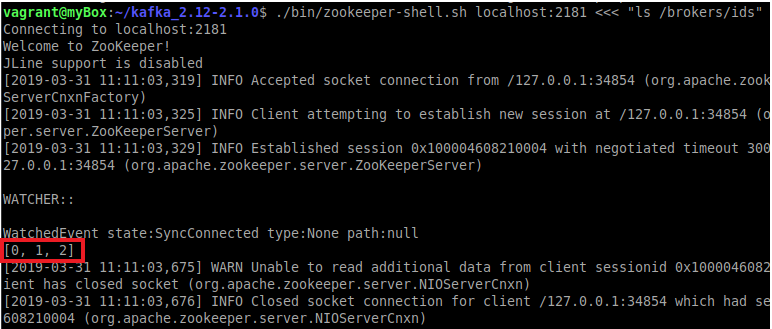 vagrant@myBox:~/kafka_2.12-2.1.0$ ./bin/zookeeper-shell.sh localhost:2181 <<< "ls /brokers/ids"
Connecting to localhost:2181
Welcome to ZooKeeper!
JLine support is disabled
[2019-03-31 11:11:03,319] INFO Accepted socket connection from /127.0.0.1:34854 (org.apache.zook
ServerCnxnFactory)
[2019-03-31 11:11:03,325] INFO Client attempting to establish new session at /127.0.0.1:34854 (o
per.server.ZooKeeperServer)
[2019-03-31 11:11:03,329] INFO Established session 0x100004608210004 with negotiated timeout 300
27.0.0.1:34854 (org.apache.zookeeper.server.ZooKeeperServer)
WATCHER::
WatchedEvent state:SyncConnected type:None path:null
[0, 1, 2]
[2019-03-31 11:11:03,675] WARN Unable to read additional data from client sessionid 0x1000046082
ient has closed socket (org.apache.zookeeper.server.NIOServerCnxn)
[2019-03-31 11:11:03,676] INFO Closed socket connection for client /127.0.0.1:34854 which had se
608210004 (org.apache.zookeeper.server.NIOServerCnxn)